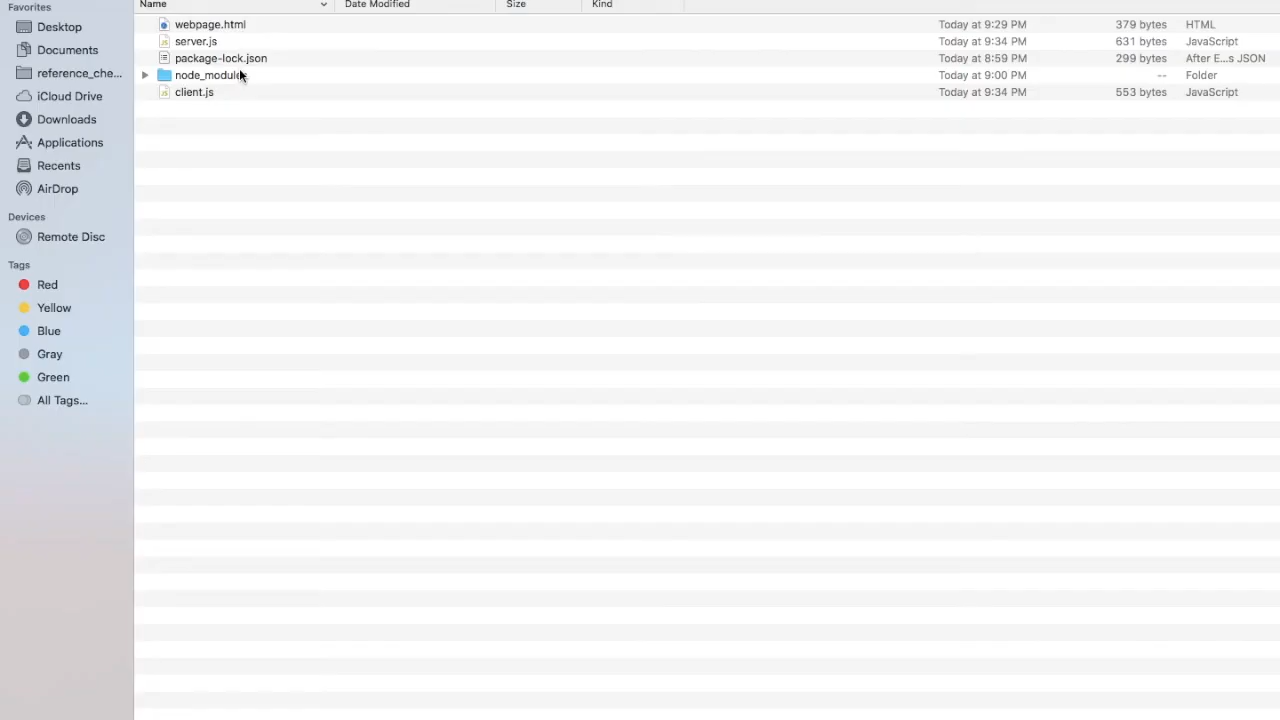 Favorites
Desktop
Documents
reference_che...
iCloud Drive
Downloads
Applications
Recents
AirDrop
Devices
Remote Disc
Tags
Red
Yellow
Blue
Gray
Green
All Tags...
Name Date Modified Size Kind
webpage.html Today at 9:29 PM 379 bytes HTML
server.js Today at 9:34 PM 631 bytes JavaScript
package-lock.json Today at 8:59 PM 299 bytes After E...s JSON
node_modules Today at 9:00 PM -- Folder
client.js Today at 9:34 PM 553 bytes JavaScript